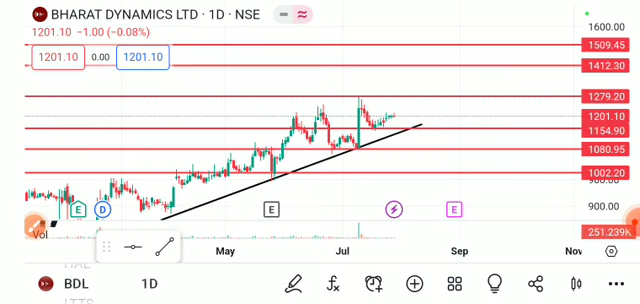 BHARAT DYNAMICS LTD · 1D · NSE
1201.10 −1.00 (−0.08%)
1201.10 0.00 1201.10
1600.00
1509.45
1412.30
1279.20
1201.10
1154.90
1080.95
1002.20
900.00
251.239K
E D E E
Vol
May Jul Sep Nov
BDL 1D
fx